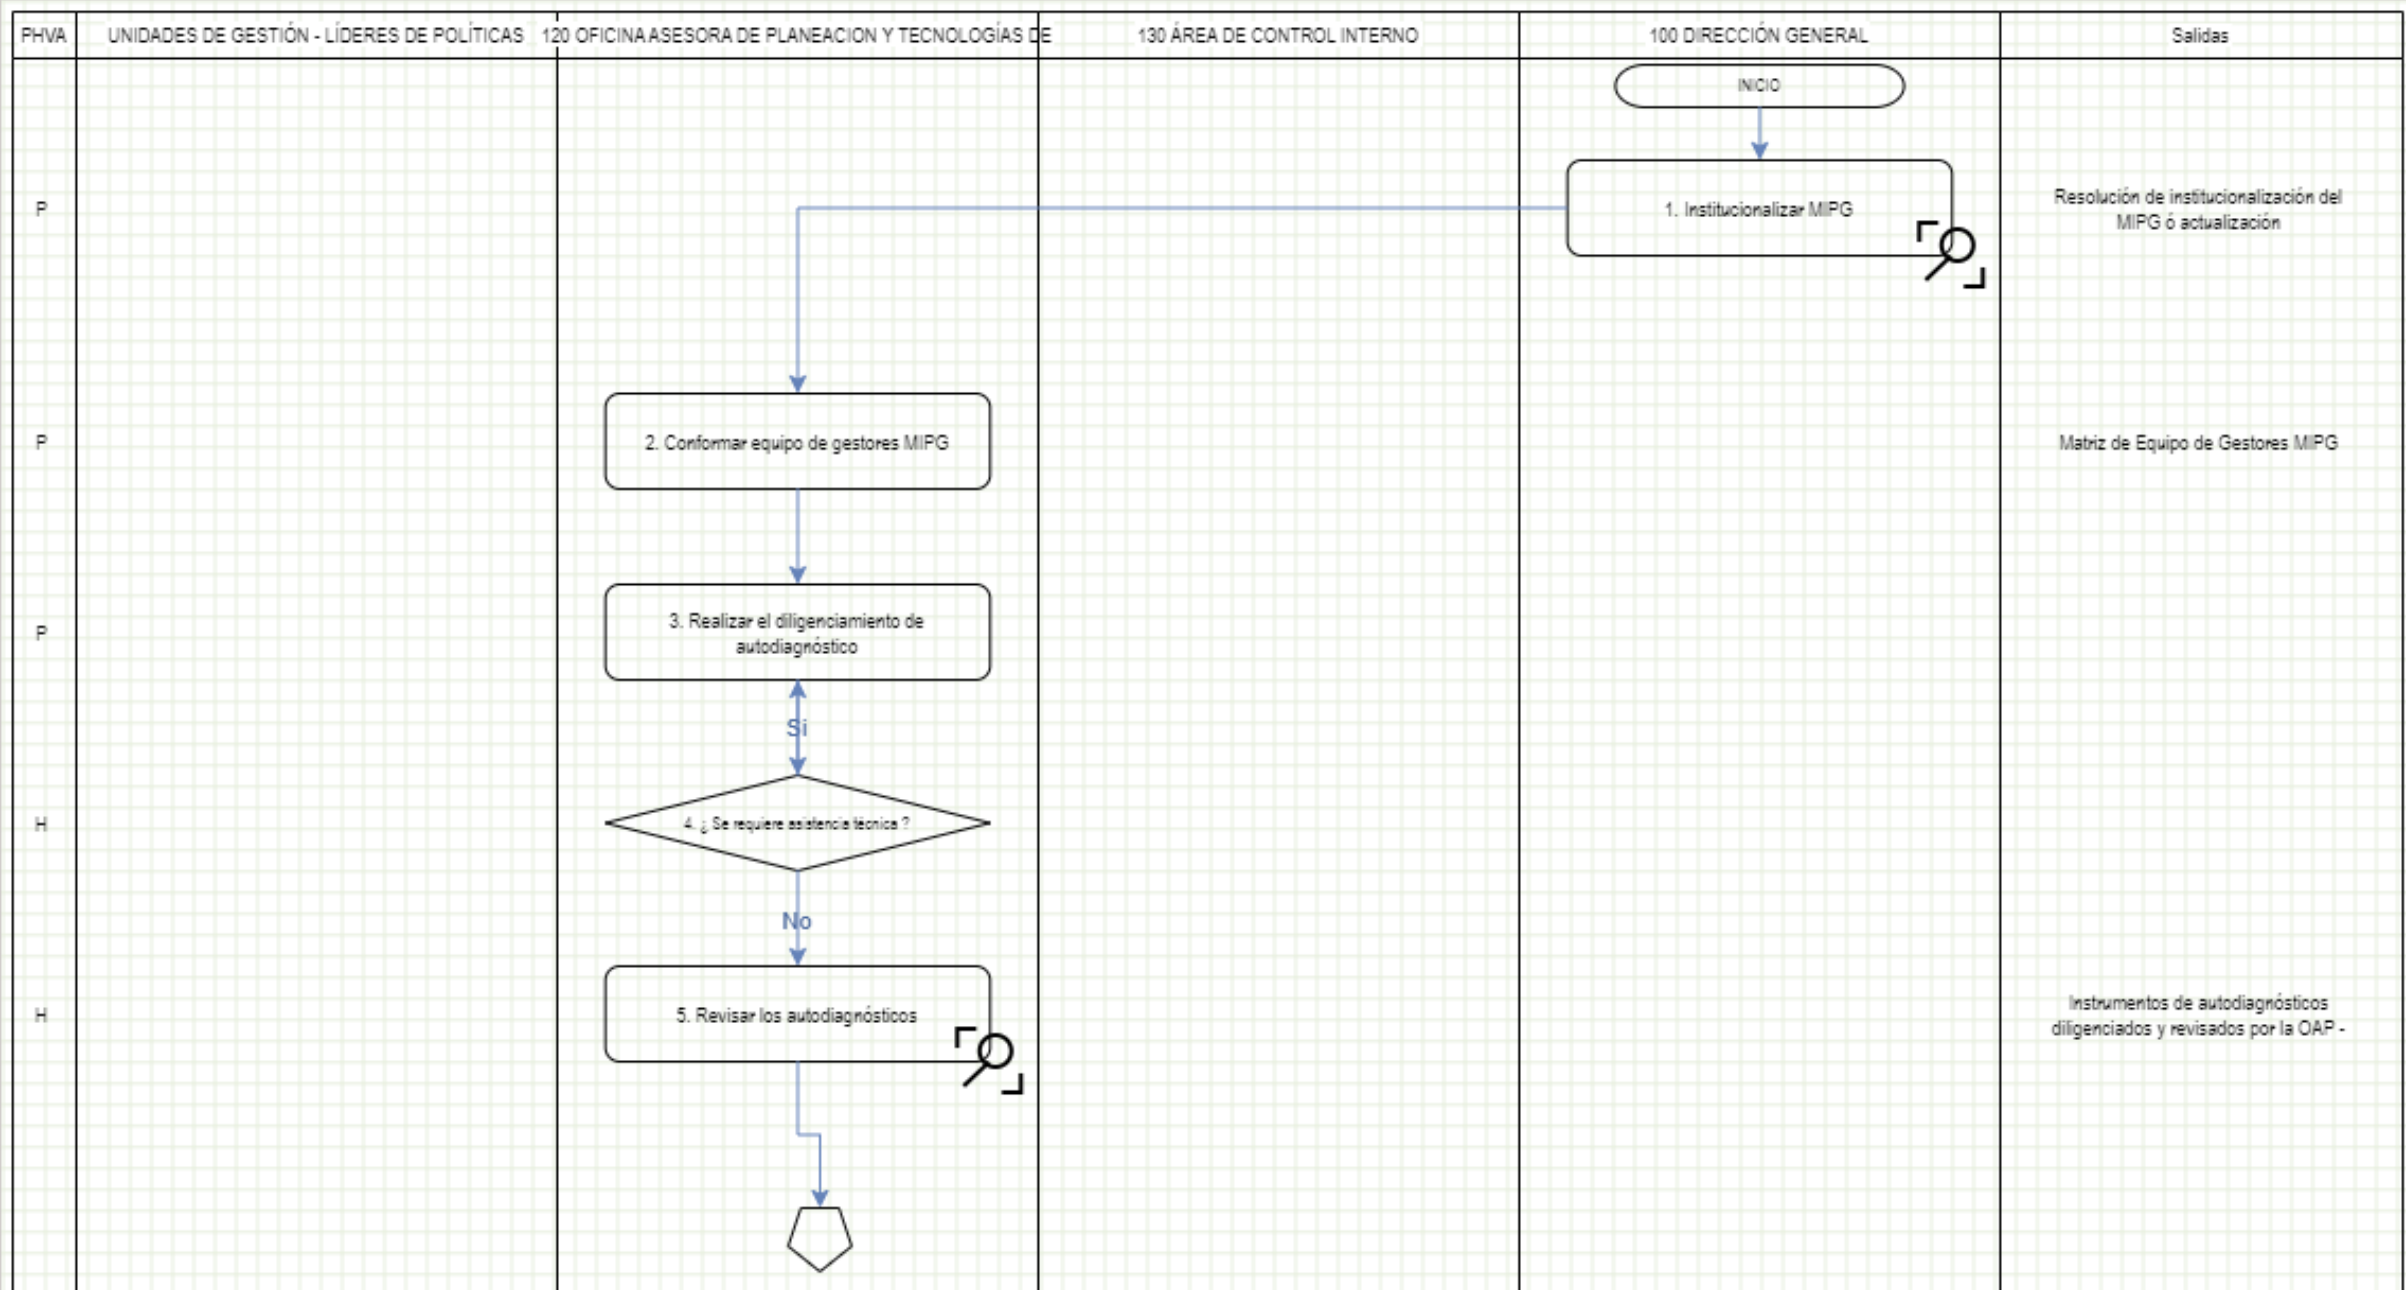 PHVA
UNIDADES DE GESTIÓN - LÍDERES DE POLÍTICAS
120 OFICINA ASESORA DE PLANEACION Y TECNOLOGÍAS DE
130 ÁREA DE CONTROL INTERNO
100 DIRECCIÓN GENERAL
Salidas
INICIO
P
1. Institucionalizar MIPG
Resolución de institucionalización del
MIPG ó actualización
P
2. Conformar equipo de gestores MIPG
Matriz de Equipo de Gestores MIPG
P
3. Realizar el diligenciamiento de
autodiagnóstico
Si
H
4. ¿ Se requiere asistencia técnica ?
No
H
5. Revisar los autodiagnósticos
Instrumentos de autodiagnósticos
diligenciados y revisados por la OAP -